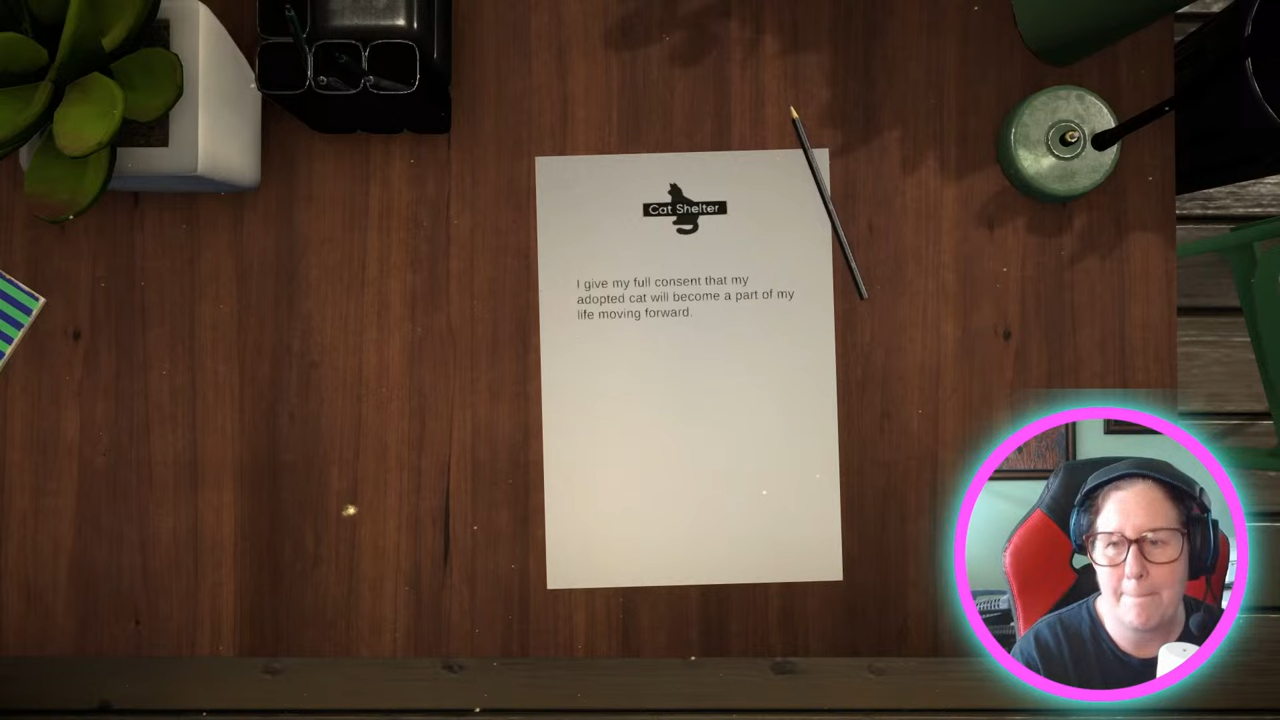 Cat Shelter
I give my full consent that my
adopted cat will become a part of my
life moving forward.